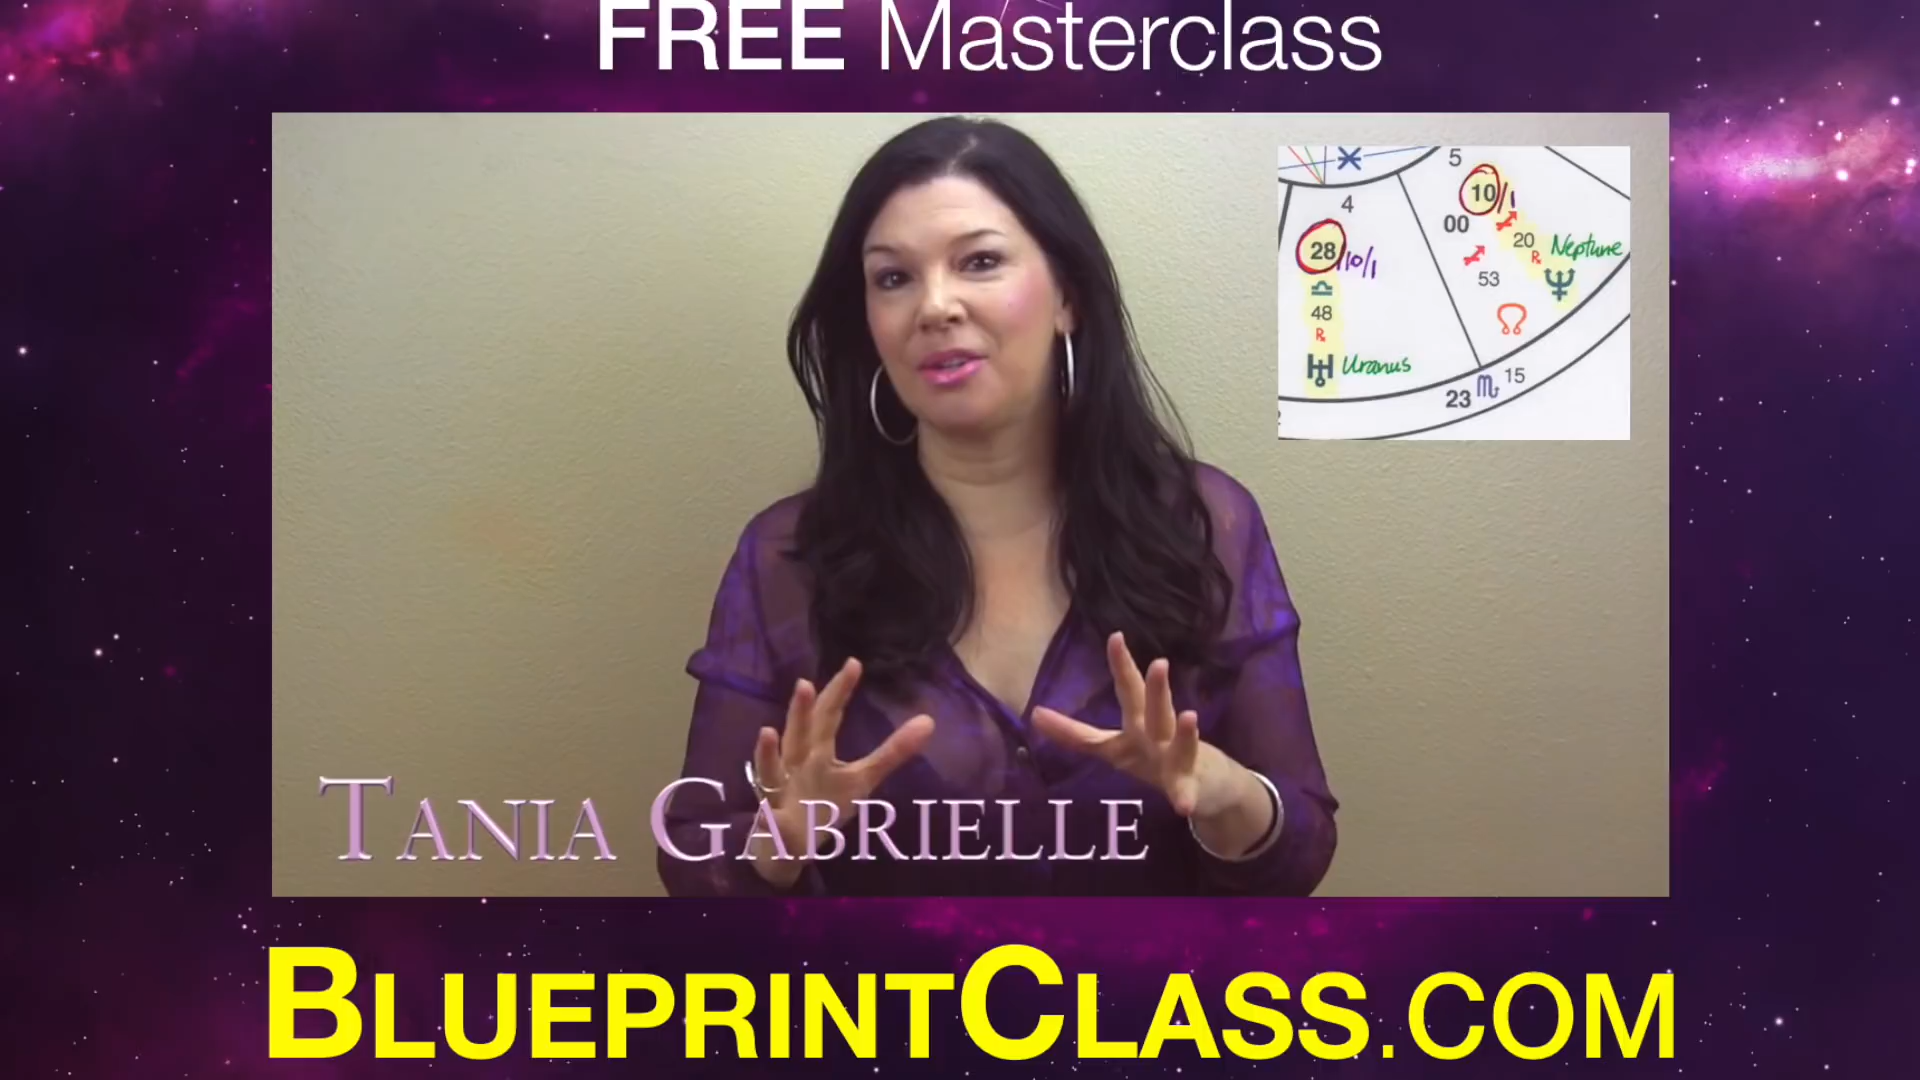 FREE Masterclass
5
10/1
4
00
28/10/1
20
Neptune
53
48
Uranus
15
23
TANIA GABRIELLE
BLUEPRINTCLASS.COM